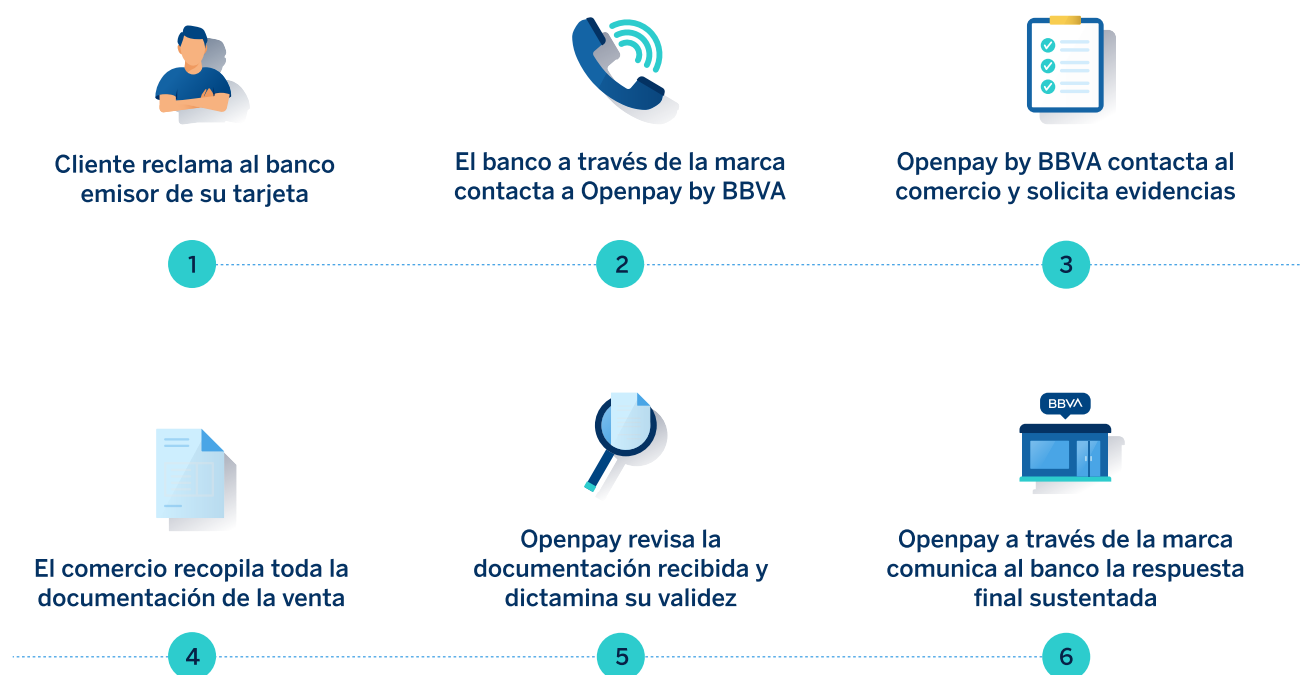 Cliente reclama al banco
emisor de su tarjeta
El banco a través de la marca
contacta a Openpay by BBVA
Openpay by BBVA contacta al
comercio y solicita evidencias
1
2
3
El comercio recopila toda la
documentación de la venta
Openpay revisa la
documentación recibida y
dictamina su validez
BBVA
Openpay a través de la marca
comunica al banco la respuesta
final sustentada
4
5
6